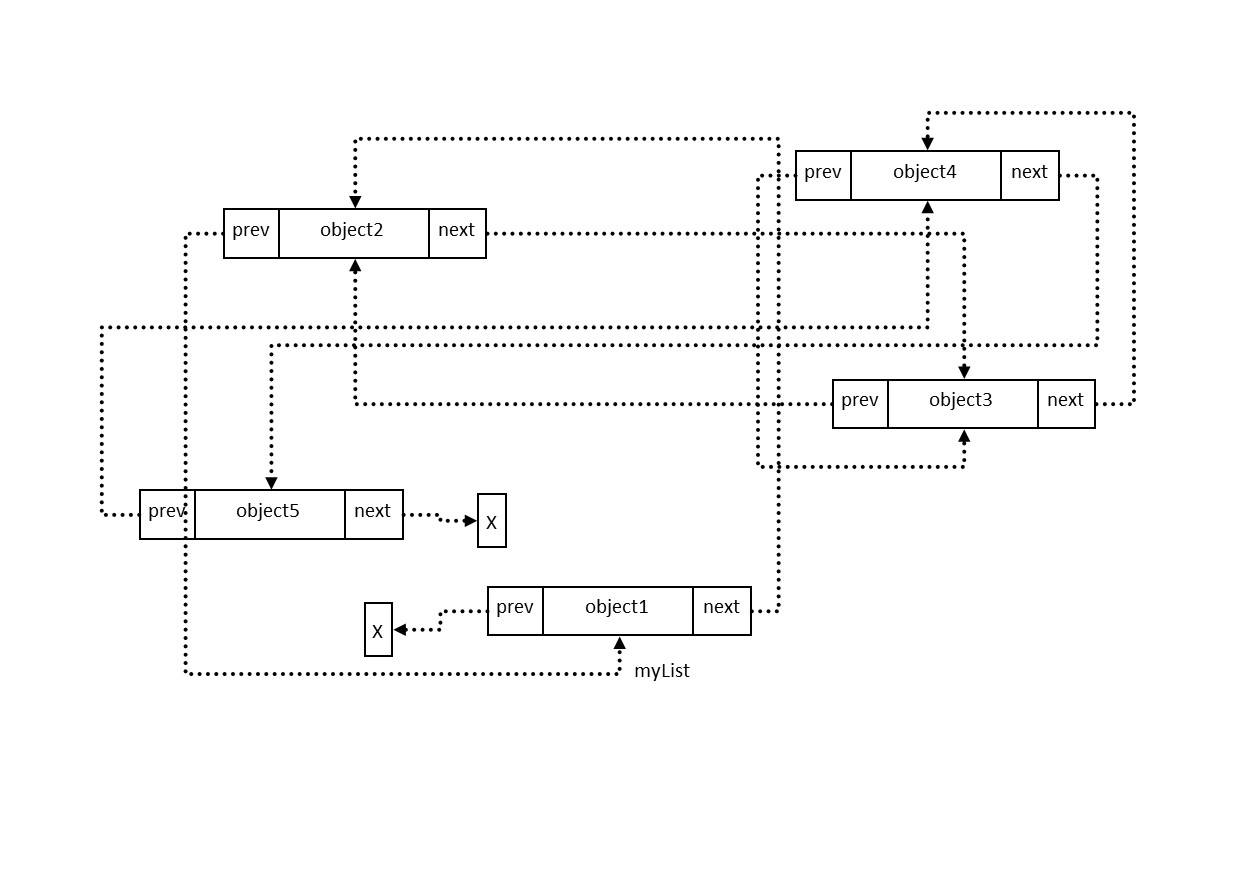 prev object4 next
prev object2 next
prev object3 next
prev object5 next
X
prev object1 next
X
myList